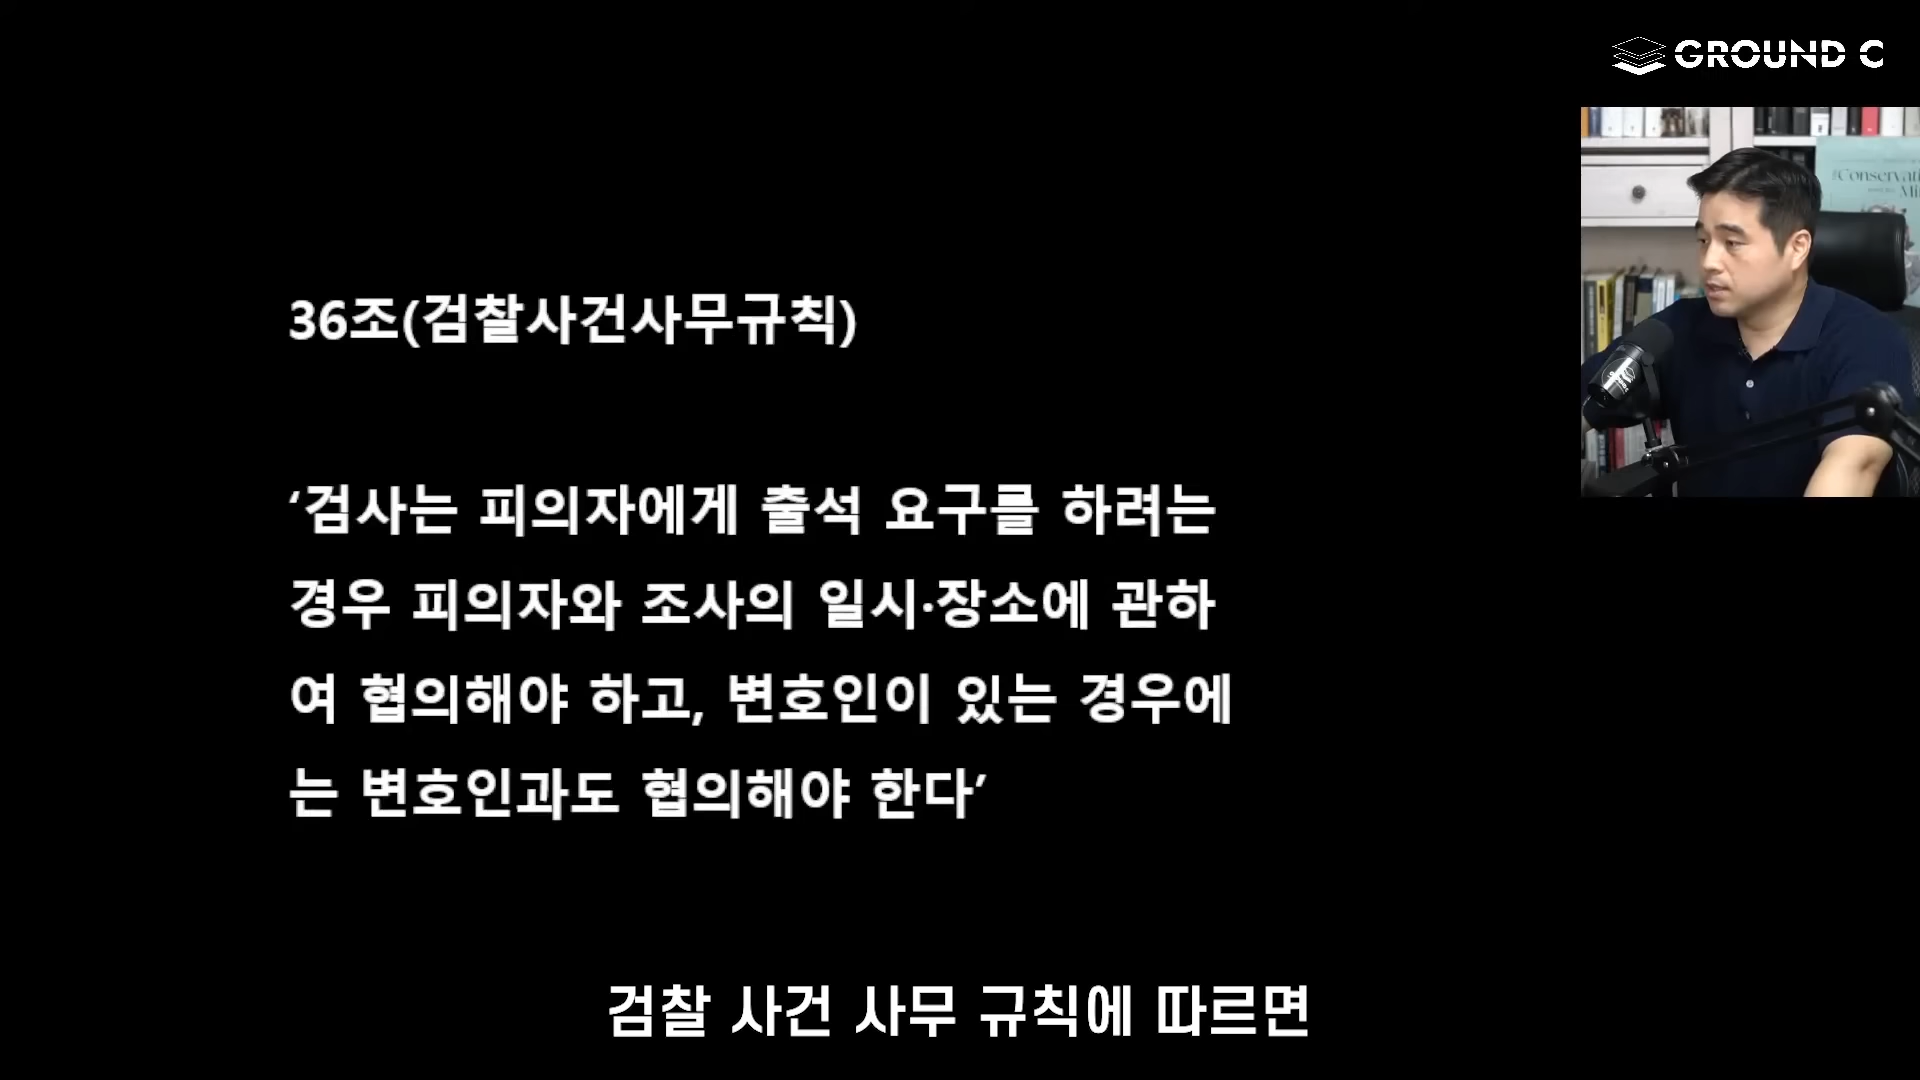 GROUND C
Conservati
Mi
36조(검찰사건사무규칙)
‘검사는 피의자에게 출석 요구를 하려는
경우 피의자와 조사의 일시·장소에 관하
여 협의해야 하고, 변호인이 있는 경우에
는 변호인과도 협의해야 한다’
검찰 사건 사무 규칙에 따르면